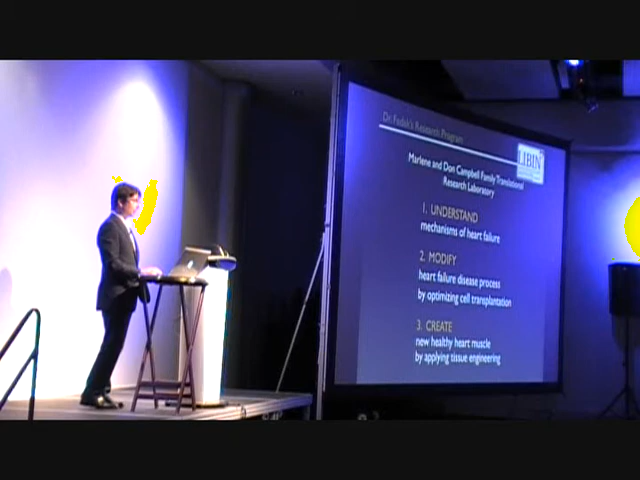 Dr. Fedak's Research Program
LIBIN
Marlene and Don Campbell Family Translational
Research Laboratory
1. UNDERSTAND
mechanisms of heart failure
2. MODIFY
heart failure disease process
by optimizing cell transplantation
3. CREATE
new healthy heart muscle
by applying tissue engineering